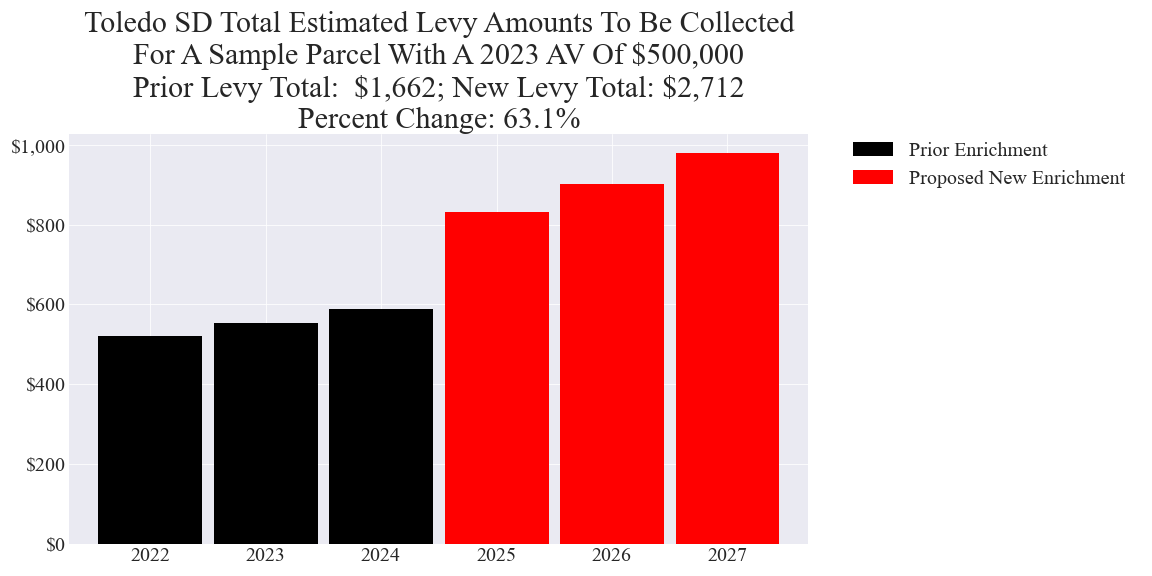 Toledo SD Total Estimated Levy Amounts To Be Collected
For A Sample Parcel With A 2023 AV Of $500,000
Prior Levy Total:  $1,662; New Levy Total: $2,712
Percent Change: 63.1%
$1,000
$800
$600
$400
$200
$0
2022 2023 2024 2025 2026 2027
Prior Enrichment
Proposed New Enrichment